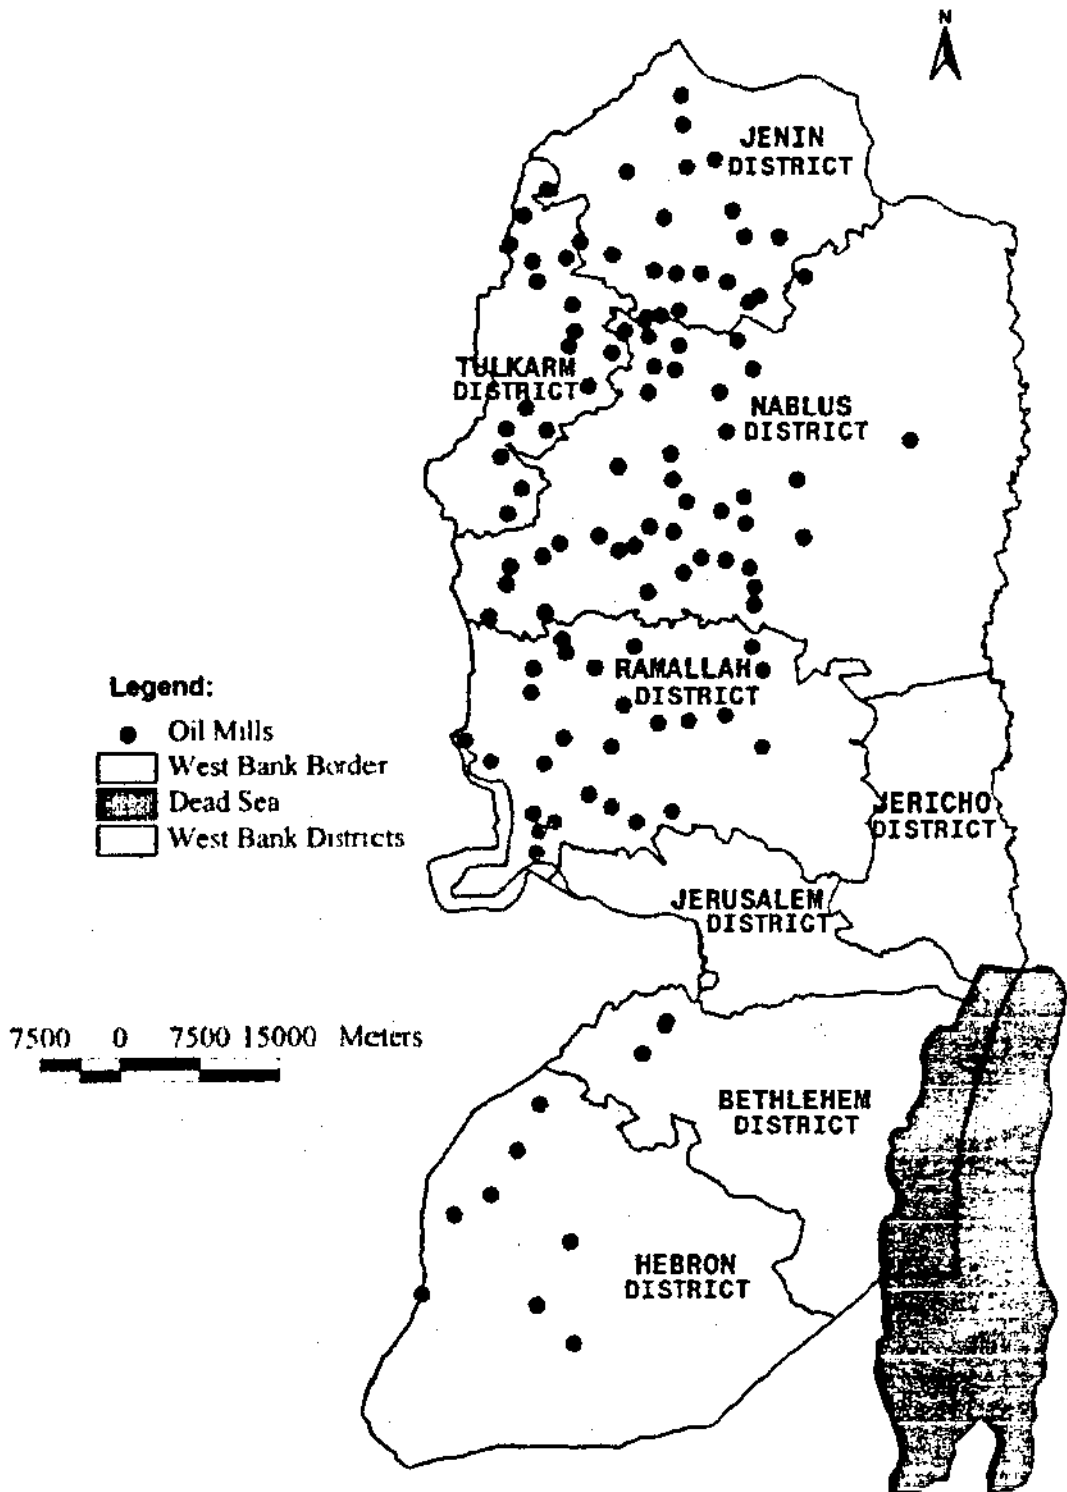 N
JENIN
DISTRICT
TULKARM
DISTRICT
NABLUS
DISTRICT
RAMALLAH
DISTRICT
Legend:
Oil Mills
West Bank Border
Dead Sea
West Bank Districts
JERICHO
DISTRICT
JERUSALEM
DISTRICT
7500 0 7500 15000 Meters
BETHLEHEM
DISTRICT
HEBRON
DISTRICT